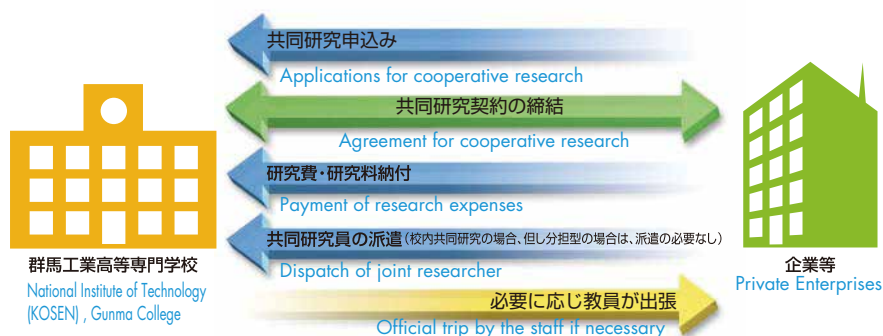 共同研究申込み
Applications for cooperative research
共同研究契約の締結
Agreement for cooperative research
研究費・研究料納付
Payment of research expenses
共同研究員の派遣(校内共同研究の場合、但し分担型の場合は、派遣の必要なし)
Dispatch of joint researcher
必要に応じ教員が出張
Official trip by the staff if necessary
群馬工業高等専門学校
National Institute of Technology
(KOSEN) , Gunma College
企業等
Private Enterprises